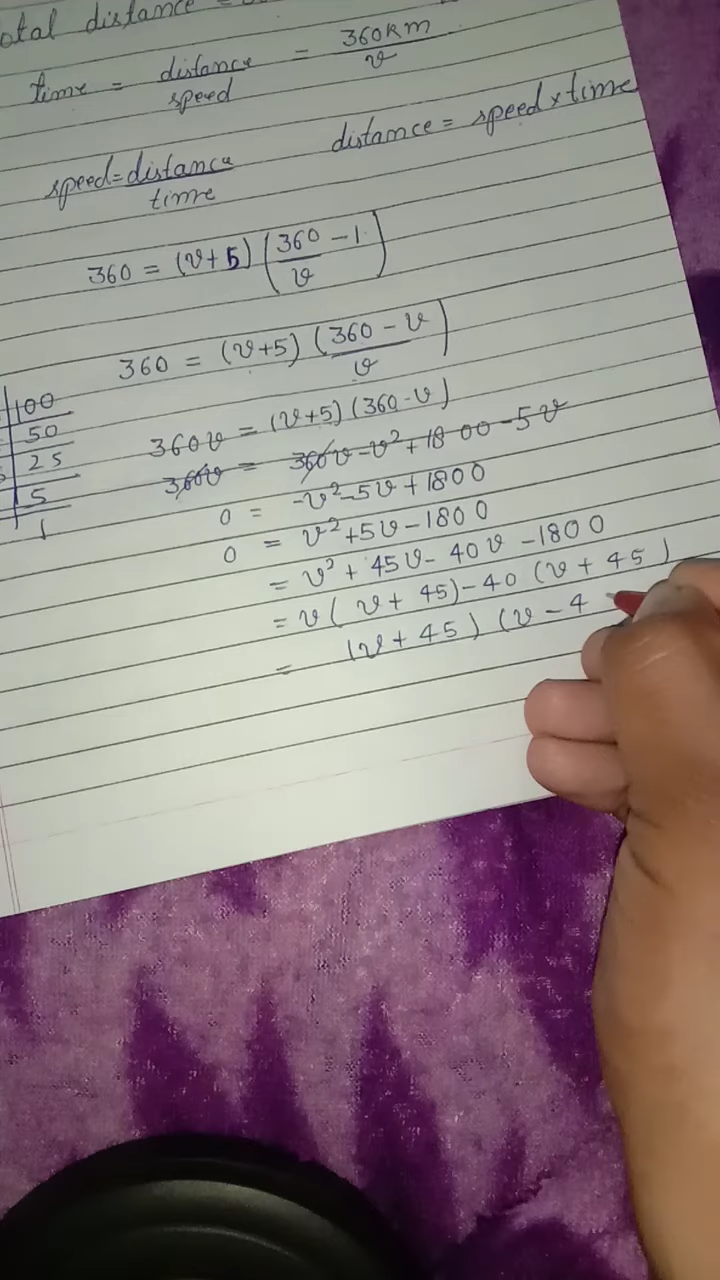 otal distance =
time = distance/speed = 360km/v
speed = distance/time    distance = speed × time
360 = (v+5) (360/v - 1)
360 = (v+5) (360 - v/v)
360v = (v+5) (360-v)
360v = 360v - v² + 1800 - 5v
0 = -v² - 5v + 1800
0 = v² + 5v - 1800
= v² + 45v - 40v - 1800
= v(v + 45) - 40(v + 45)
= (v + 45) (v - 4
100
50
25
5
1